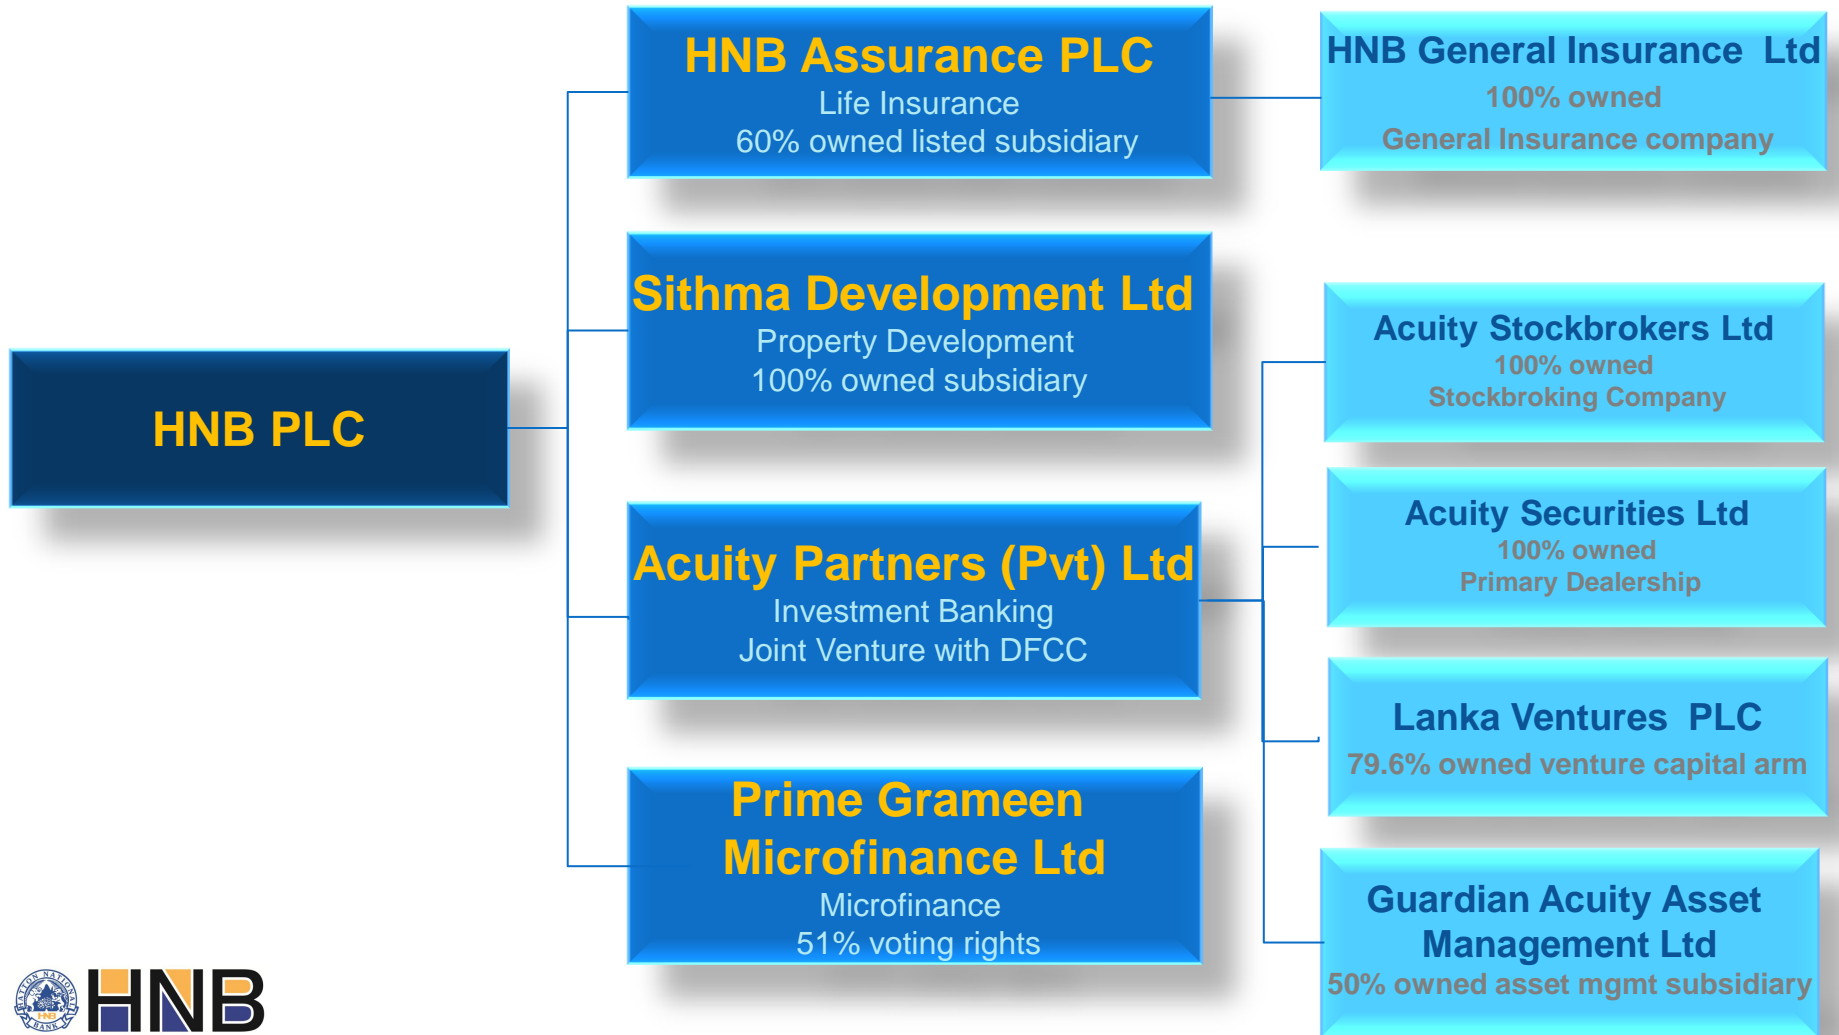 HNB PLC
HNB Assurance PLC
Life Insurance
60% owned listed subsidiary
HNB General Insurance Ltd
100% owned
General Insurance company
Sithma Development Ltd
Property Development
100% owned subsidiary
Acuity Partners (Pvt) Ltd
Investment Banking
Joint Venture with DFCC
Acuity Stockbrokers Ltd
100% owned
Stockbroking Company
Acuity Securities Ltd
100% owned
Primary Dealership
Lanka Ventures PLC
79.6% owned venture capital arm
Guardian Acuity Asset
Management Ltd
50% owned asset mgmt subsidiary
Prime Grameen
Microfinance Ltd
Microfinance
51% voting rights
HATTON NATIONAL
HNB
BANK
HNB